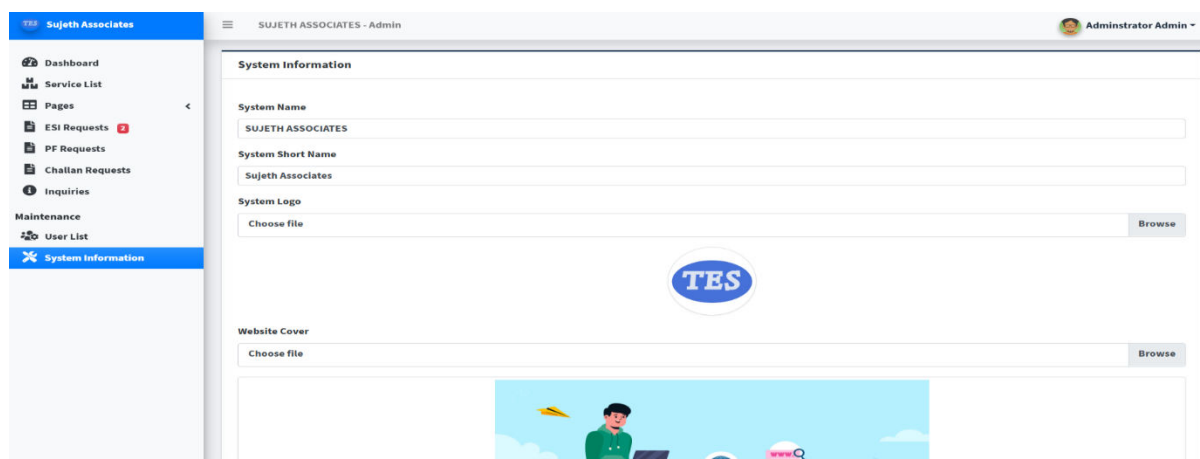 TES Sujeth Associates
SUJETH ASSOCIATES - Admin
Adminstrator Admin
Dashboard
Service List
Pages
ESI Requests 2
PF Requests
Challan Requests
Inquiries
Maintenance
User List
System Information
System Information
System Name
SUJETH ASSOCIATES
System Short Name
Sujeth Associates
System Logo
Choose file Browse
TES
Website Cover
Choose file Browse
www